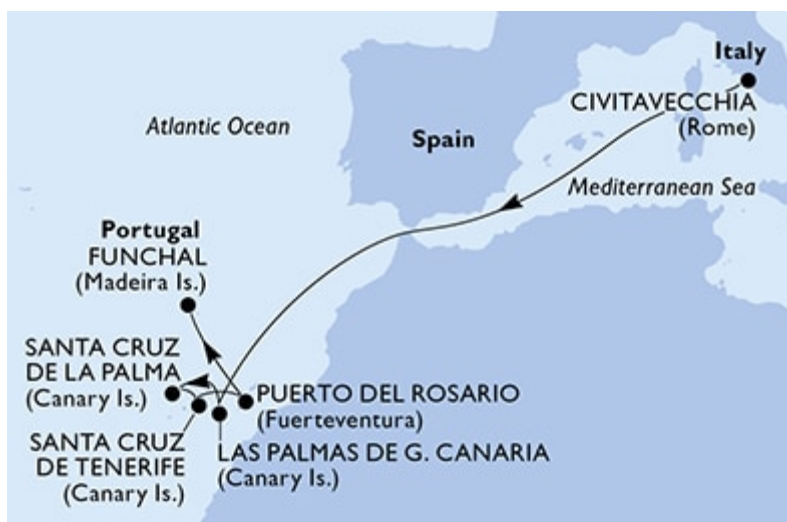 Italy
CIVITAVECCHIA
(Rome)
Atlantic Ocean
Spain
Mediterranean Sea
Portugal
FUNCHAL
(Madeira Is.)
SANTA CRUZ
DE LA PALMA
(Canary Is.)
PUERTO DEL ROSARIO
(Fuerteventura)
SANTA CRUZ
DE TENERIFE
(Canary Is.)
LAS PALMAS DE G. CANARIA
(Canary Is.)